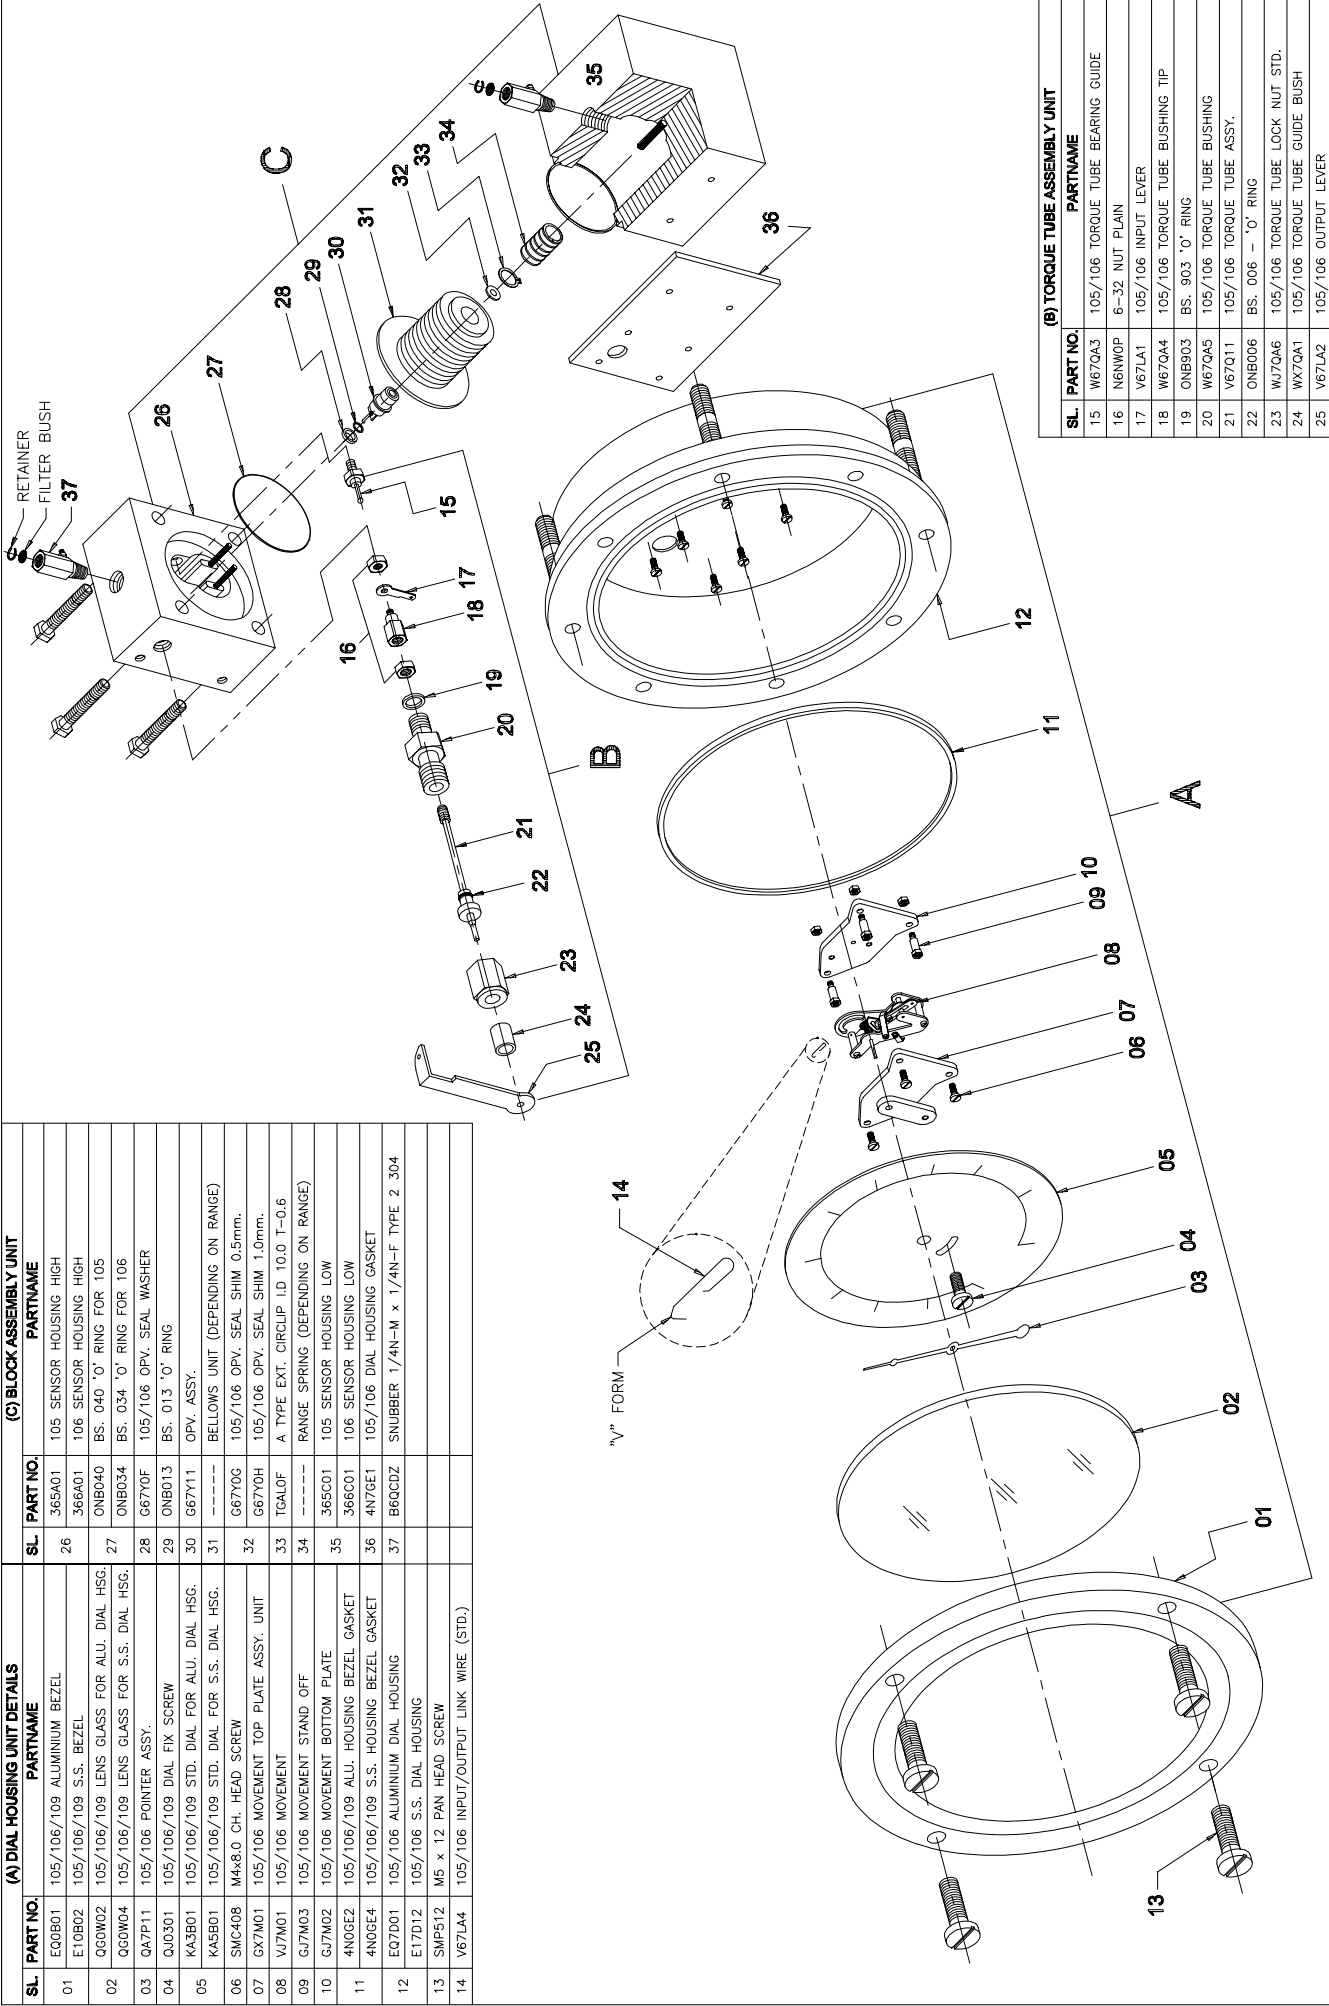 (A) DIAL HOUSING UNIT DETAILS
SL. PART NO. PARTNAME
01 EQ0B01 105/106/109 ALUMINIUM BEZEL
E10B02 105/106/109 S.S. BEZEL
02 QG0W02 105/106/109 LENS GLASS FOR ALU. DIAL HSG.
QG0W04 105/106/109 LENS GLASS FOR S.S. DIAL HSG.
03 QA7P11 105/106 POINTER ASSY.
04 QJ0301 105/106/109 DIAL FIX SCREW
05 KA3B01 105/106/109 STD. DIAL FOR ALU. DIAL HSG.
KA5B01 105/106/109 STD. DIAL FOR S.S. DIAL HSG.
06 SMC408 M4x8.0 CH. HEAD SCREW
07 GX7M01 105/106 MOVEMENT TOP PLATE ASSY. UNIT
08 VJ7M01 105/106 MOVEMENT
09 GJ7M03 105/106 MOVEMENT STAND OFF
10 GJ7M02 105/106 MOVEMENT BOTTOM PLATE
11 4N0GE2 105/106/109 ALU. HOUSING BEZEL GASKET
4N0GE4 105/106/109 S.S. HOUSING BEZEL GASKET
12 EQ7D01 105/106 ALUMINIUM DIAL HOUSING
E17D12 105/106 S.S. DIAL HOUSING
13 SMP512 M5 x 12 PAN HEAD SCREW
14 V67LA4 105/106 INPUT/OUTPUT LINK WIRE (STD.)
(C) BLOCK ASSEMBLY UNIT
SL. PART NO. PARTNAME
26 365A01 105 SENSOR HOUSING HIGH
366A01 106 SENSOR HOUSING HIGH
27 ONB040 BS. 040 'O' RING FOR 105
ONB034 BS. 034 'O' RING FOR 106
28 G67Y0F 105/106 OPV. SEAL WASHER
29 ONB013 BS. 013 'O' RING
30 G67Y11 OPV. ASSY.
31 ----- BELLOWS UNIT (DEPENDING ON RANGE)
32 G67Y0G 105/106 OPV. SEAL SHIM 0.5mm.
G67Y0H 105/106 OPV. SEAL SHIM 1.0mm.
33 TGAL0F A TYPE EXT. CIRCLIP I.D 10.0 T-0.6
34 ----- RANGE SPRING (DEPENDING ON RANGE)
35 365C01 105 SENSOR HOUSING LOW
366C01 106 SENSOR HOUSING LOW
36 4N7GE1 105/106 DIAL HOUSING GASKET
37 B6QCDZ SNUBBER 1/4N-M x 1/4N-F TYPE 2 304
(B) TORQUE TUBE ASSEMBLY UNIT
SL. PART NO. PARTNAME
15 W67QA3 105/106 TORQUE TUBE BEARING GUIDE
16 N6NW0P 6-32 NUT PLAIN
17 V67LA1 105/106 INPUT LEVER
18 W67QA4 105/106 TORQUE TUBE BUSHING TIP
19 ONB903 BS. 903 'O' RING
20 W67QA5 105/106 TORQUE TUBE BUSHING
21 V67Q11 105/106 TORQUE TUBE ASSY.
22 ONB006 BS. 006 - 'O' RING
23 WJ7QA6 105/106 TORQUE TUBE LOCK NUT STD.
24 WX7QA1 105/106 TORQUE TUBE GUIDE BUSH
25 V67LA2 105/106 OUTPUT LEVER
RETAINER
FILTER BUSH
37
26
27
C
28
29
30
31
32
33
34
35
36
15
16
17
18
19
20
B
21
22
23
24
25
14
"V" FORM
12
11
A
10
09
08
07
06
05
04
03
02
01
13